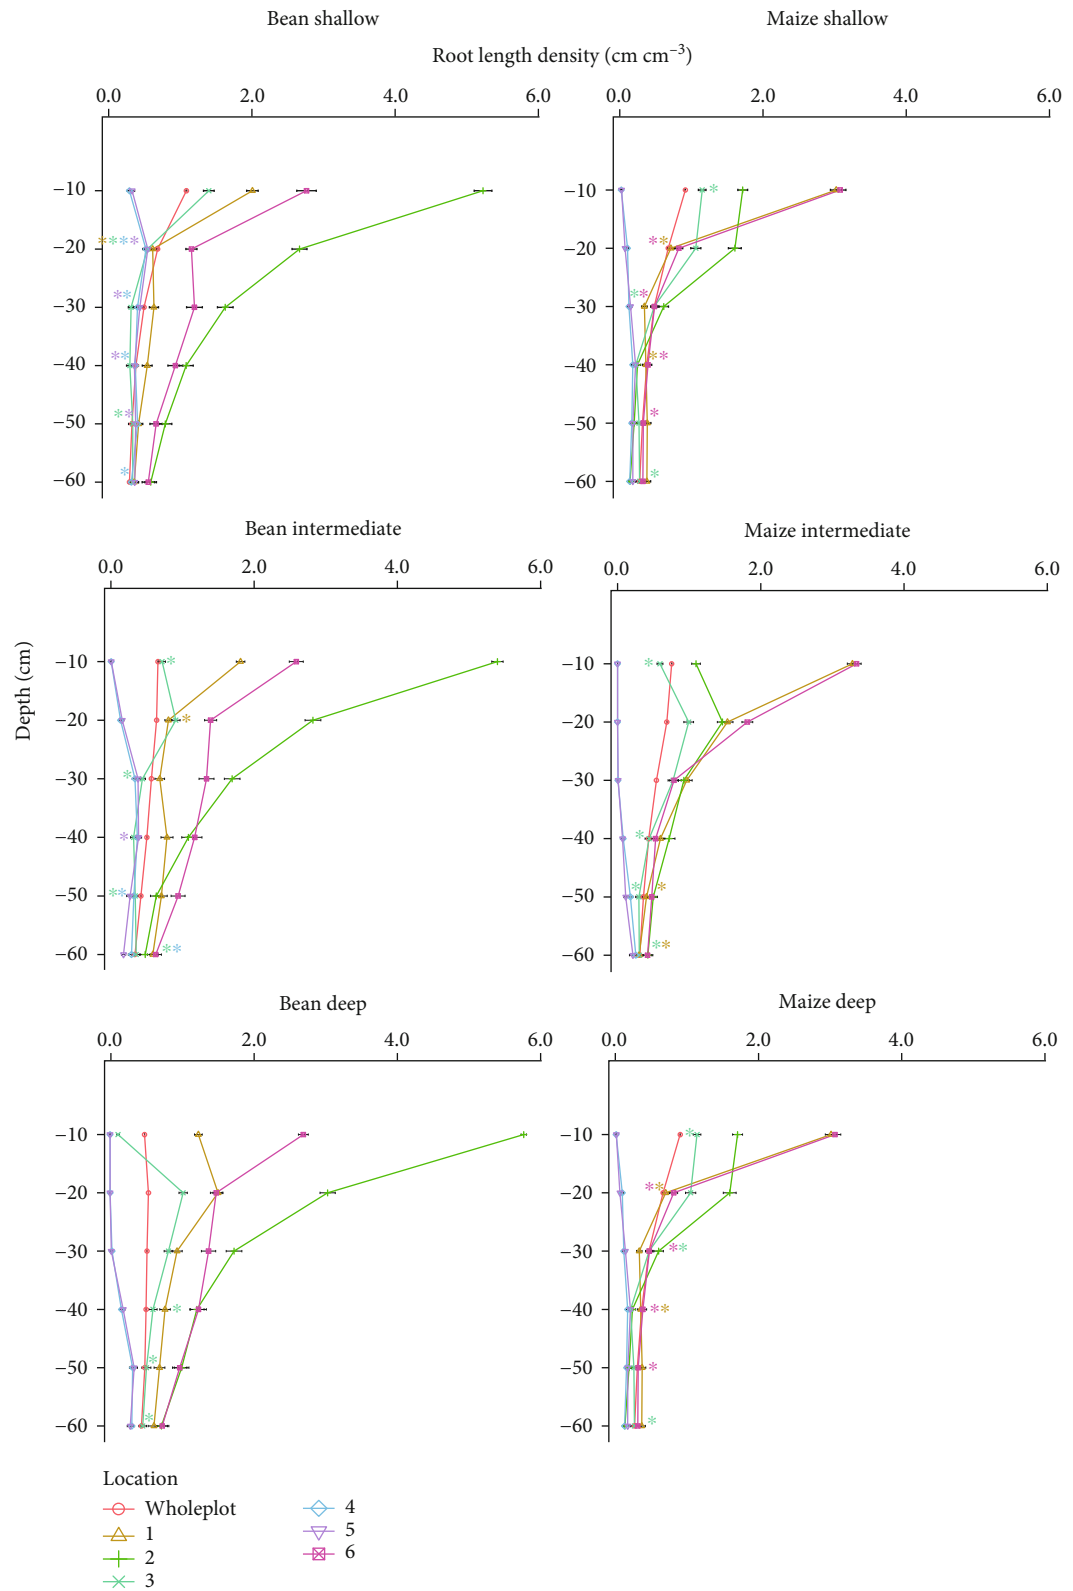 Bean shallow Maize shallow
Root length density (cm cm⁻³)
0.0 2.0 4.0 6.0 0.0 2.0 4.0 6.0
−10 −10
** ** **
−20 −20
** **
−30 −30
** **
−40 −40
** *
−50 −50
* *
−60 −60
Bean intermediate Maize intermediate
0.0 2.0 4.0 6.0 0.0 2.0 4.0 6.0
Depth (cm)
−10 * * −10
−20 * −20
*
−30 −30
−40 * * −40
−50 ** * * −50
−60 ** ** −60
Bean deep Maize deep
0.0 2.0 4.0 6.0 0.0 2.0 4.0 6.0
−10 −10 *
−20 −20 **
−30 −30 **
−40 * −40 **
−50 * −50 *
−60 * −60 *
Location
Wholeplot 4
1 5
2 6
3